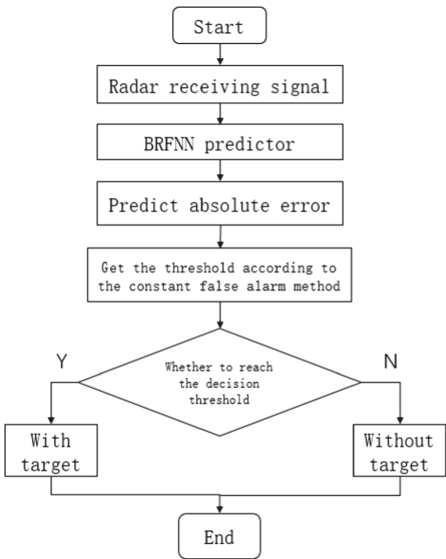 Start
Radar receiving signal
BRFNN predictor
Predict absolute error
Get the threshold according to
the constant false alarm method
Y
N
Whether to reach
the decision
threshold
With
target
Without
target
End